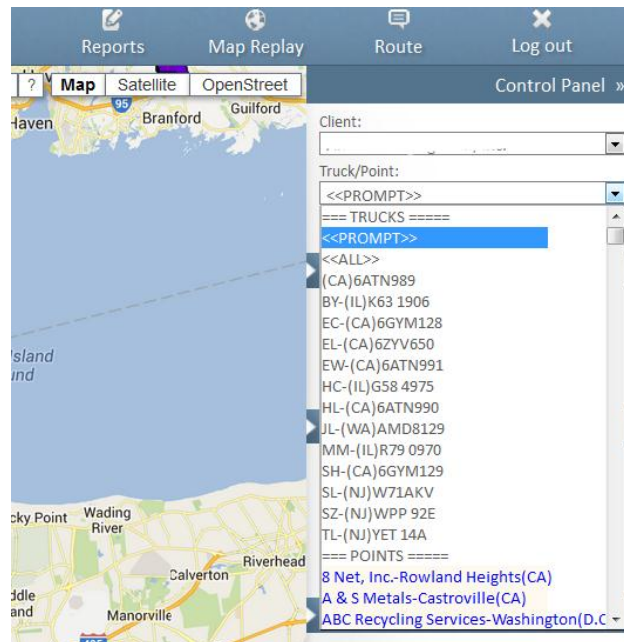 Reports Map Replay Route Log out
? Map Satellite OpenStreet
Control Panel »
95
Haven
Branford
Guilford
Client:
Truck/Point:
<<PROMPT>>
=== TRUCKS =====
<<PROMPT>>
<<ALL>>
(CA)6ATN989
BY-(IL)K63 1906
EC-(CA)6GYM128
EL-(CA)6ZYV650
EW-(CA)6ATN991
HC-(IL)G58 4975
HL-(CA)6ATN990
JL-(WA)AMD8129
MM-(IL)R79 0970
SH-(CA)6GYM129
SL-(NJ)W71AKV
SZ-(NJ)WPP 92E
TL-(NJ)YET 14A
=== POINTS =====
8 Net, Inc.-Rowland Heights(CA)
A & S Metals-Castroville(CA)
ABC Recycling Services-Washington(D.C
Island
und
cky Point
Wading
River
Riverhead
Calverton
ddle
and
Manorville
495